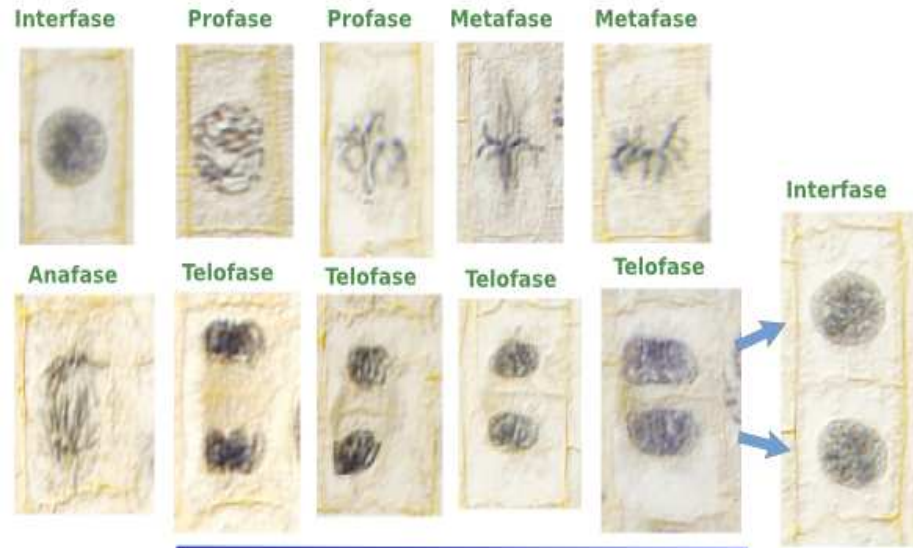 Interfase
Profase
Profase
Metafase
Metafase
Interfase
Anafase
Telofase
Telofase
Telofase
Telofase